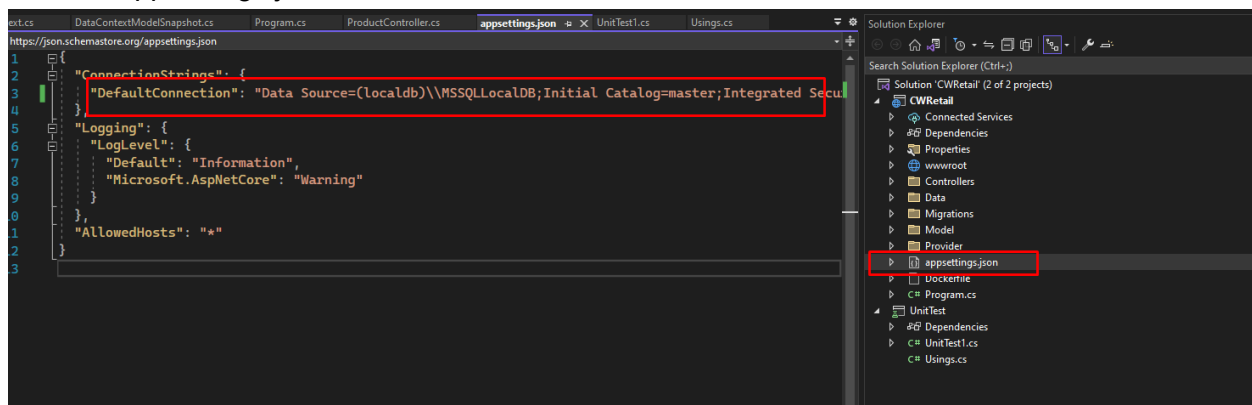 ext.cs DataContextModelSnapshot.cs Program.cs ProductController.cs appsettings.json UnitTest1.cs Usings.cs
https://json.schemastore.org/appsettings.json
1 {
2 "ConnectionStrings": {
3 "DefaultConnection": "Data Source=(localdb)\\MSSQLLocalDB;Initial Catalog=master;Integrated Secu
4 },
5 "Logging": {
6 "LogLevel": {
7 "Default": "Information",
8 "Microsoft.AspNetCore": "Warning"
9 }
0 },
1 "AllowedHosts": "*"
2 }
3
Solution Explorer
Search Solution Explorer (Ctrl+;)
Solution 'CWRetail' (2 of 2 projects)
CWRetail
Connected Services
Dependencies
Properties
wwwroot
Controllers
Data
Migrations
Model
Provider
appsettings.json
Dockerfile
C# Program.cs
UnitTest
Dependencies
C# UnitTest1.cs
C# Usings.cs